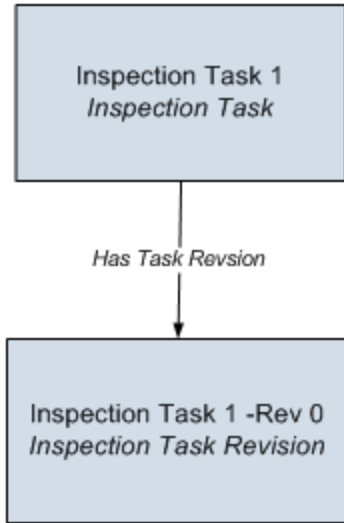 Inspection Task 1
Inspection Task
Has Task Revsion
Inspection Task 1 -Rev 0
Inspection Task Revision